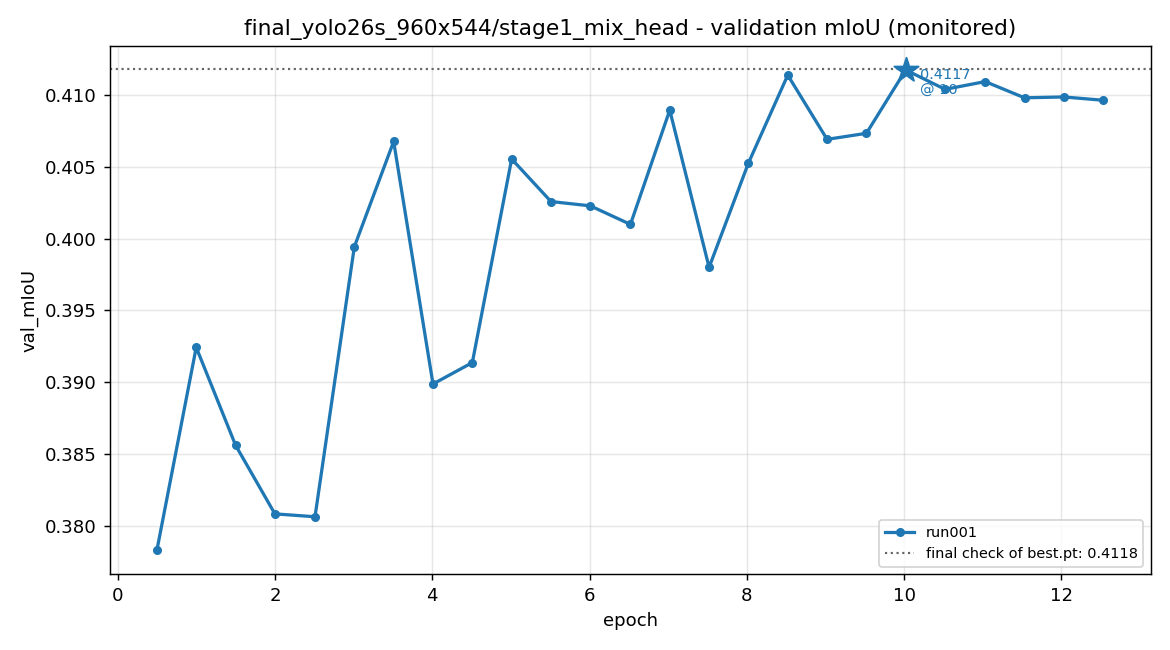 final_yolo26s_960x544/stage1_mix_head - validation mIoU (monitored)
0.4117
@ 10
0.410
0.405
0.400
0.395
0.390
0.385
0.380
val_mIoU
run001
final check of best.pt: 0.4118
0 2 4 6 8 10 12
epoch